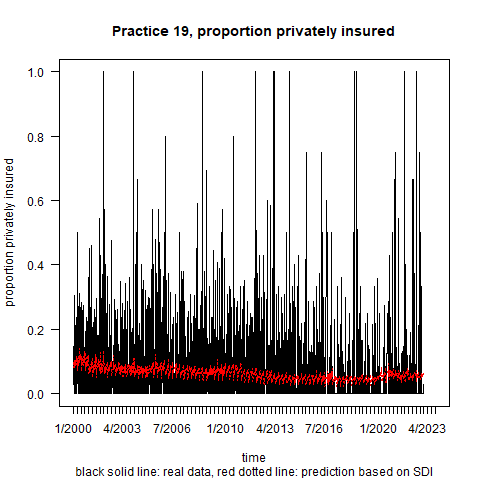 Practice 19, proportion privately insured
proportion privately insured
1.0
0.8
0.6
0.4
0.2
0.0
1/2000 4/2003 7/2006 1/2010 4/2013 7/2016 1/2020 4/2023
time
black solid line: real data, red dotted line: prediction based on SDI